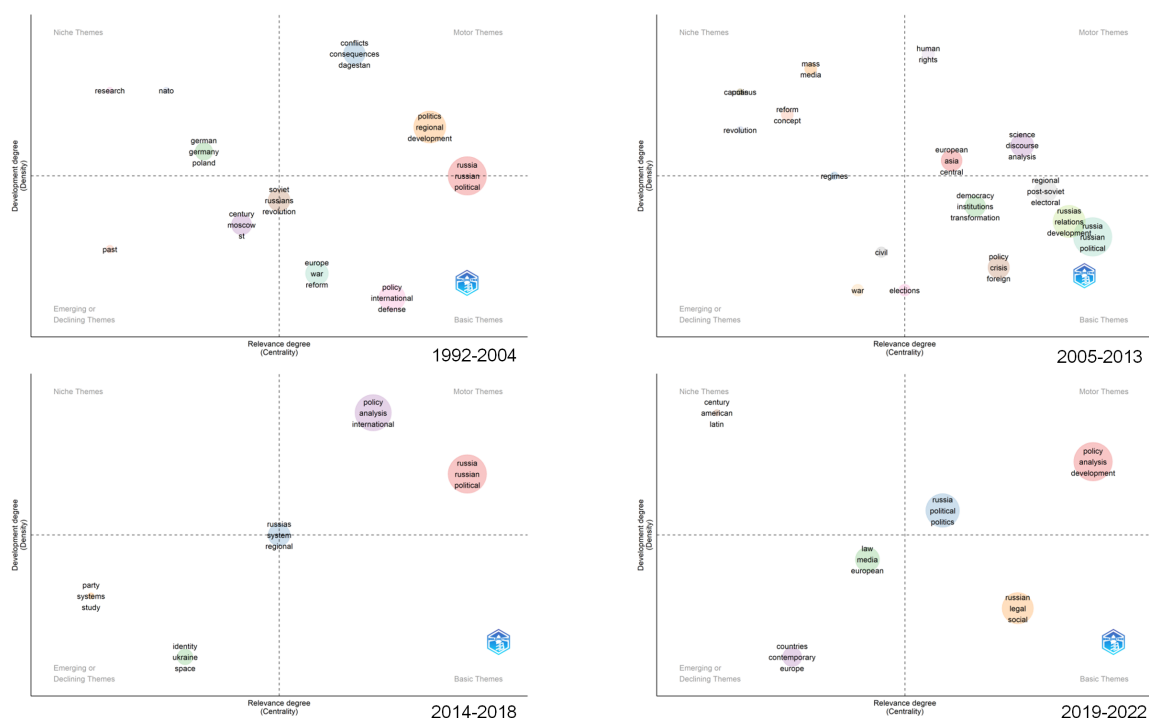 Niche Themes
Motor Themes
conflicts
consequences
dagestan
research
nato
politics
regional
development
german
germany
poland
russia
russian
political
soviet
russians
revolution
century
moscow
st
past
europe
war
reform
policy
international
defense
Emerging or
Declining Themes
Basic Themes
Development degree
(Density)
Relevance degree
(Centrality)
1992-2004
Niche Themes
Motor Themes
human
rights
mass
media
reform
concept
revolution
science
discourse
analysis
european
asia
central
regimes
regional
post-soviet
electoral
democracy
institutions
transformation
russias
relations
development
russia
russian
political
civil
policy
crisis
foreign
war
elections
Emerging or
Declining Themes
Basic Themes
Development degree
(Density)
Relevance degree
(Centrality)
2005-2013
Niche Themes
Motor Themes
policy
analysis
international
russia
russian
political
russias
system
regional
party
systems
study
identity
ukraine
space
Emerging or
Declining Themes
Basic Themes
Development degree
(Density)
Relevance degree
(Centrality)
2014-2018
Niche Themes
Motor Themes
century
american
latin
policy
analysis
development
russia
political
politics
law
media
european
russian
legal
social
countries
contemporary
europe
Emerging or
Declining Themes
Basic Themes
Development degree
(Density)
Relevance degree
(Centrality)
2019-2022